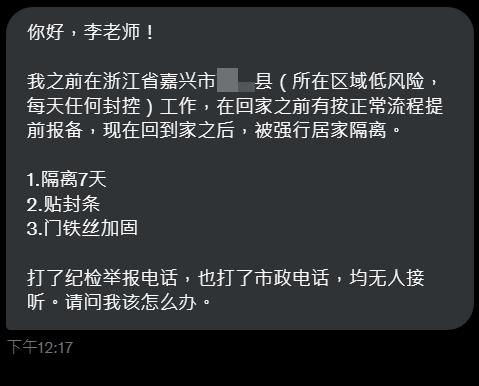 你好，李老师！
我之前在浙江省嘉兴市 县（所在区域低风险，
每天任何封控）工作，在回家之前有按正常流程提
前报备，现在回到家之后，被强行居家隔离。
1.隔离7天
2.贴封条
3.门铁丝加固
打了纪检举报电话，也打了市政电话，均无人接
听。请问我该怎么办。
下午12:17